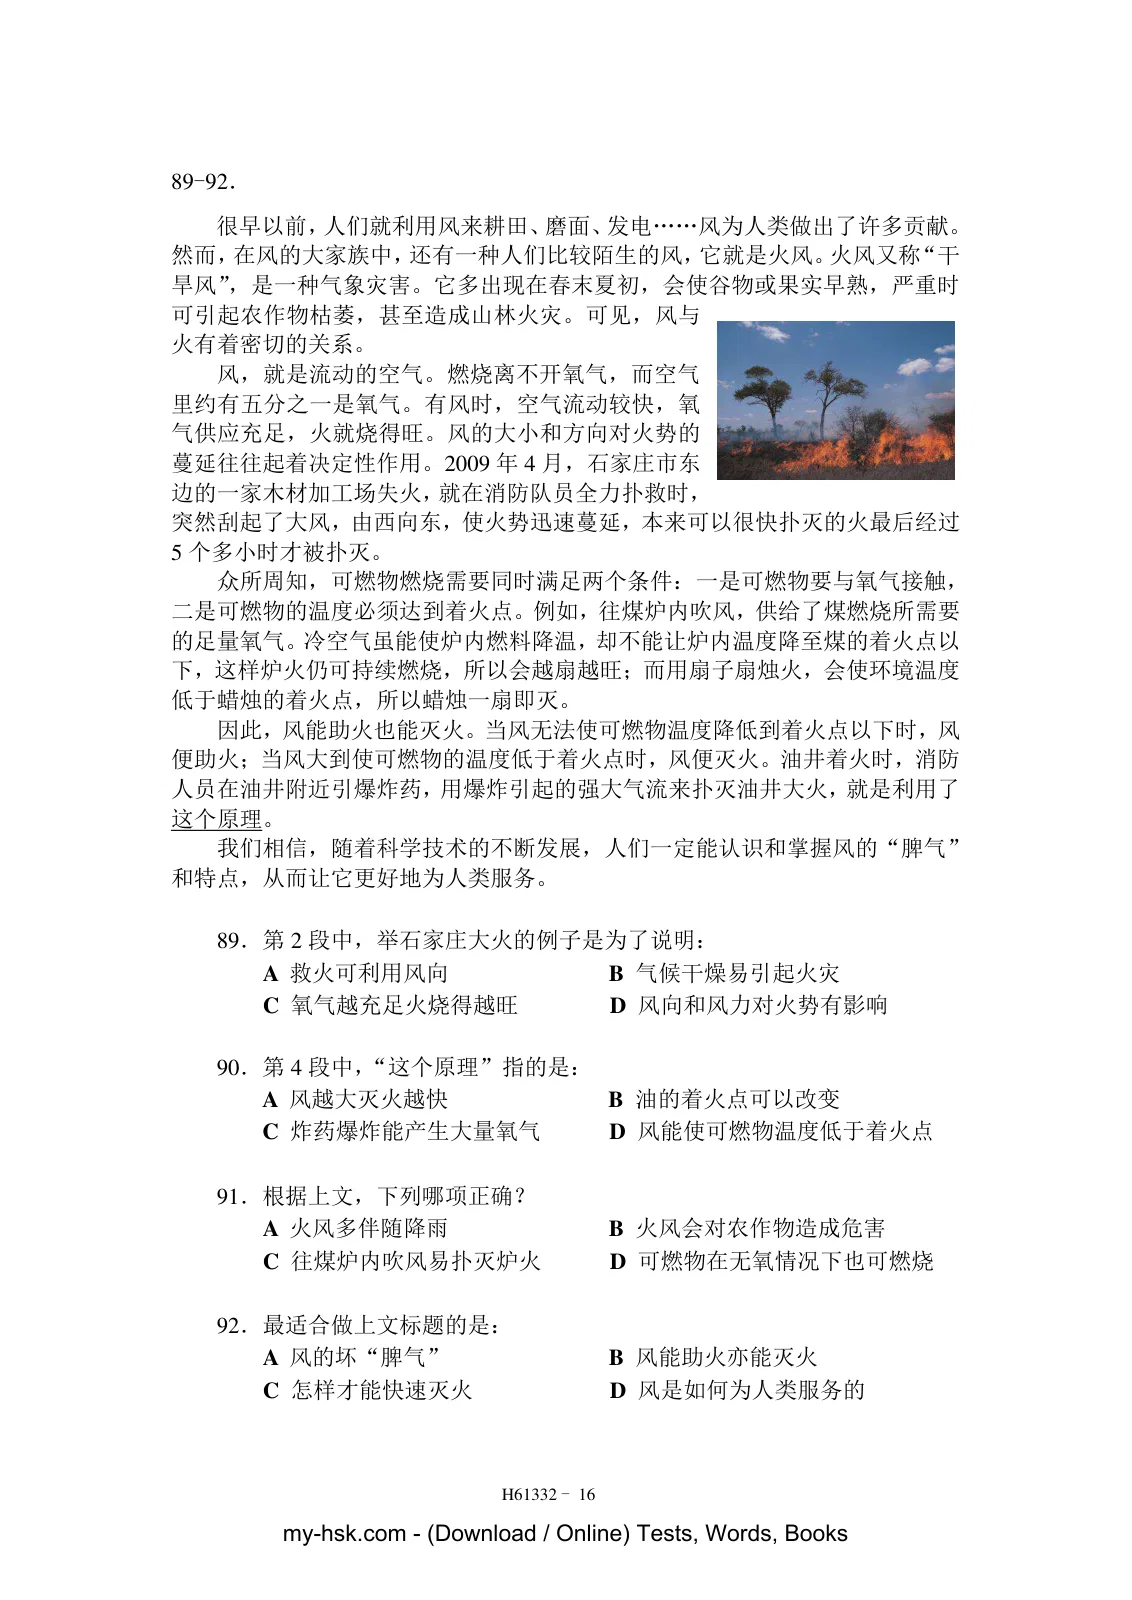 89-92．
很早以前，人们就利用风来耕田、磨面、发电……风为人类做出了许多贡献。
然而，在风的大家族中，还有一种人们比较陌生的风，它就是火风。火风又称“干
旱风”，是一种气象灾害。它多出现在春末夏初，会使谷物或果实早熟，严重时
可引起农作物枯萎，甚至造成山林火灾。可见，风与
火有着密切的关系。
风，就是流动的空气。燃烧离不开氧气，而空气
里约有五分之一是氧气。有风时，空气流动较快，氧
气供应充足，火就烧得旺。风的大小和方向对火势的
蔓延往往起着决定性作用。2009 年 4 月，石家庄市东
边的一家木材加工场失火，就在消防队员全力扑救时，
突然刮起了大风，由西向东，使火势迅速蔓延，本来可以很快扑灭的火最后经过
5 个多小时才被扑灭。
众所周知，可燃物燃烧需要同时满足两个条件：一是可燃物要与氧气接触，
二是可燃物的温度必须达到着火点。例如，往煤炉内吹风，供给了煤燃烧所需要
的足量氧气。冷空气虽能使炉内燃料降温，却不能让炉内温度降至煤的着火点以
下，这样炉火仍可持续燃烧，所以会越扇越旺；而用扇子扇烛火，会使环境温度
低于蜡烛的着火点，所以蜡烛一扇即灭。
因此，风能助火也能灭火。当风无法使可燃物温度降低到着火点以下时，风
便助火；当风大到使可燃物的温度低于着火点时，风便灭火。油井着火时，消防
人员在油井附近引爆炸药，用爆炸引起的强大气流来扑灭油井大火，就是利用了
这个原理。
我们相信，随着科学技术的不断发展，人们一定能认识和掌握风的“脾气”
和特点，从而让它更好地为人类服务。
89．第 2 段中，举石家庄大火的例子是为了说明：
A 救火可利用风向 B 气候干燥易引起火灾
C 氧气越充足火烧得越旺 D 风向和风力对火势有影响
90．第 4 段中，“这个原理”指的是：
A 风越大灭火越快 B 油的着火点可以改变
C 炸药爆炸能产生大量氧气 D 风能使可燃物温度低于着火点
91．根据上文，下列哪项正确？
A 火风多伴随降雨 B 火风会对农作物造成危害
C 往煤炉内吹风易扑灭炉火 D 可燃物在无氧情况下也可燃烧
92．最适合做上文标题的是：
A 风的坏“脾气” B 风能助火亦能灭火
C 怎样才能快速灭火 D 风是如何为人类服务的
H61332 - 16
my-hsk.com - (Download / Online) Tests, Words, Books